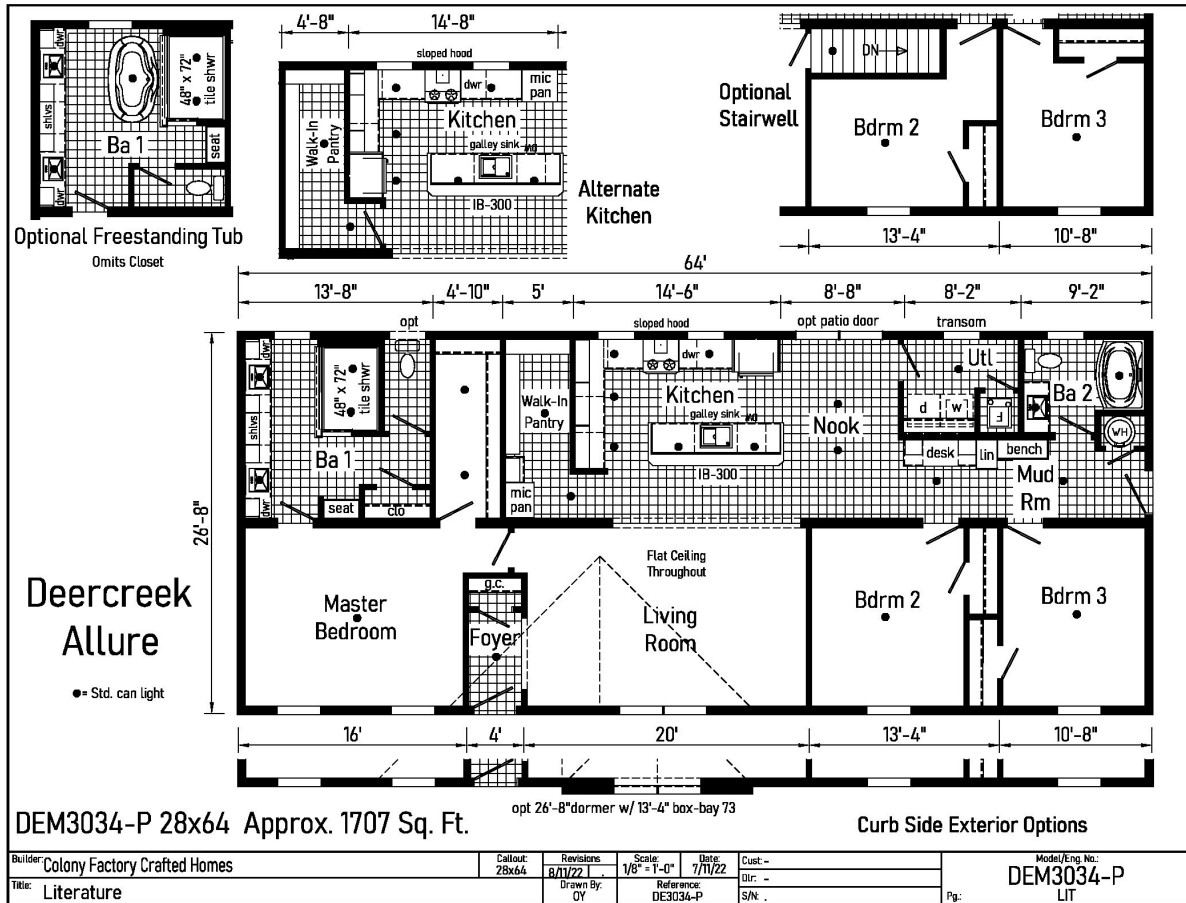 dwr
shlvs
dwr
48" x 72"
tile shwr
Ba 1
seat
Optional Freestanding Tub
Omits Closet
4'-8"
14'-8"
sloped hood
dwr
mic
pan
Kitchen
Walk-In
Pantry
galley sink
DW
IB-300
Alternate
Kitchen
Optional
Stairwell
DN
Bdrm 2
Bdrm 3
13'-4"
10'-8"
64'
13'-8"
4'-10"
5'
14'-6"
8'-8"
8'-2"
9'-2"
opt
sloped hood
opt patio door
transom
26'-8"
dwr
shlvs
dwr
48" x 72"
tile shwr
Ba 1
seat
clo
Walk-In
Pantry
mic
pan
dwr
Kitchen
galley sink
DW
IB-300
Nook
Utl
d
w
F
Ba 2
WH
desk
lin
bench
Mud
Rm
Deercreek
Allure
●= Std. can light
Master
Bedroom
g.c.
Foyer
Flat Ceiling
Throughout
Living
Room
Bdrm 2
Bdrm 3
16'
4'
20'
13'-4"
10'-8"
opt 26'-8"dormer w/ 13'-4" box-bay 73
DEM3034-P 28x64 Approx. 1707 Sq. Ft.
Curb Side Exterior Options
Builder: Colony Factory Crafted Homes
Callout:
28x64
Revisions
8/11/22 .
Scale:
1/8" = 1'-0"
Date:
7/11/22
Cust: -
Dlr: -
S/N: .
Model/Eng. No.:
DEM3034-P
Title: Literature
Drawn By:
OY
Reference:
DE3034-P
Pg.: LIT